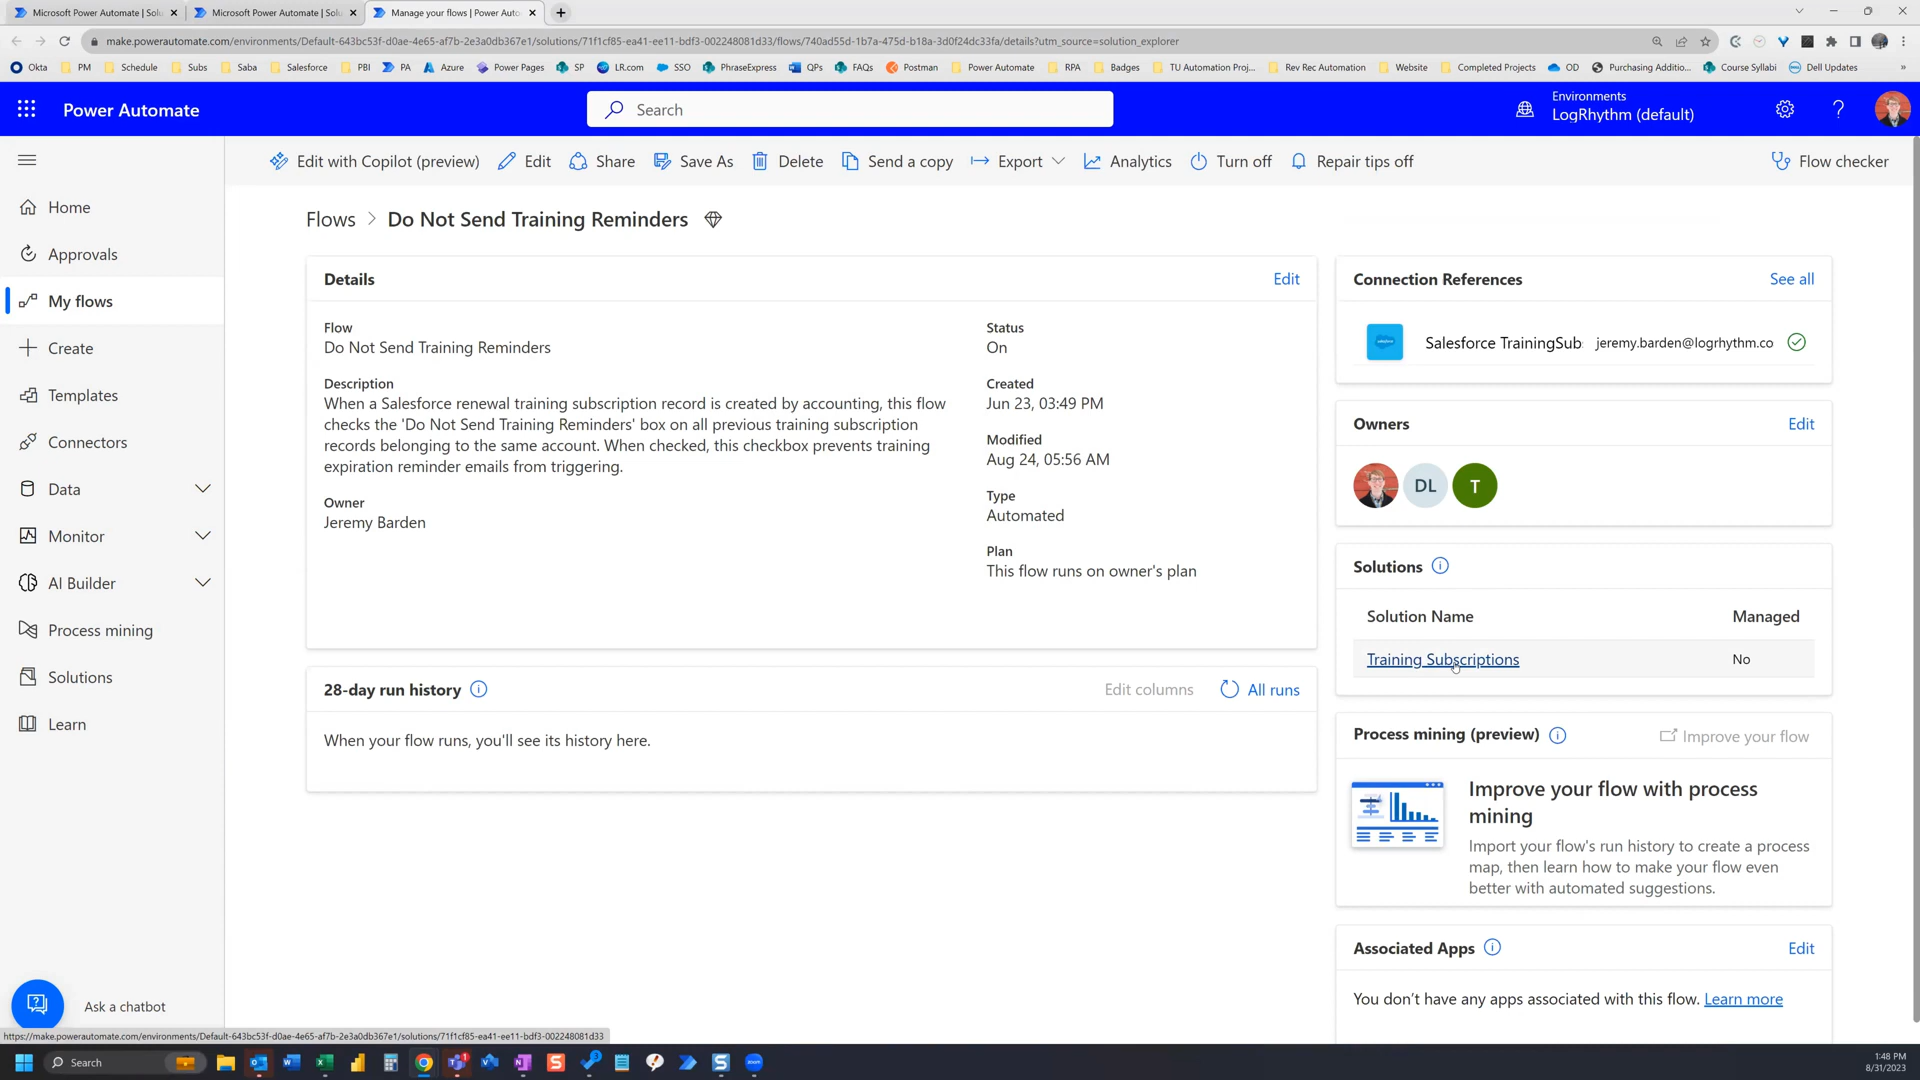 Microsoft Power Automate | Solu
Microsoft Power Automate | Solu
Manage your flows | Power Auto
make.powerautomate.com/environments/Default-643bc53f-d0ae-4e65-af7b-2e3a0db367e1/solutions/71f1cf85-ea41-ee11-bdf3-002248081d33/flows/740ad55d-1b7a-475d-b18a-3d0f24dc33fa/details?utm_source=solution_explorer
Okta PM Schedule Subs Saba Salesforce PBI PA Azure Power Pages SP LR.com SSO PhraseExpress QPs FAQs Postman Power Automate RPA Badges TU Automation Proj... Rev Rec Automation Website Completed Projects OD Purchasing Additio... Course Syllabi Dell Updates »
Power Automate
Search
Environments
LogRhythm (default)
Edit with Copilot (preview) Edit Share Save As Delete Send a copy Export Analytics Turn off Repair tips off Flow checker
Home
Approvals
My flows
Create
Templates
Connectors
Data
Monitor
AI Builder
Process mining
Solutions
Learn
Ask a chatbot
Flows > Do Not Send Training Reminders
Details
Edit
Flow
Do Not Send Training Reminders
Description
When a Salesforce renewal training subscription record is created by accounting, this flow
checks the 'Do Not Send Training Reminders' box on all previous training subscription
records belonging to the same account. When checked, this checkbox prevents training
expiration reminder emails from triggering.
Owner
Jeremy Barden
Status
On
Created
Jun 23, 03:49 PM
Modified
Aug 24, 05:56 AM
Type
Automated
Plan
This flow runs on owner's plan
28-day run history
Edit columns
All runs
When your flow runs, you'll see its history here.
Connection References
See all
Salesforce TrainingSub jeremy.barden@logrhythm.co
Owners
Edit
DL
T
Solutions
Solution Name Managed
Training Subscriptions No
Process mining (preview)
Improve your flow
Improve your flow with process
mining
Import your flow's run history to create a process
map, then learn how to make your flow even
better with automated suggestions.
Associated Apps
Edit
You don't have any apps associated with this flow. Learn more
https://make.powerautomate.com/environments/Default-643bc53f-d0ae-4e65-af7b-2e3a0db367e1/solutions/71f1cf85-ea41-ee11-bdf3-002248081d33
Search
1:48 PM
8/31/2023